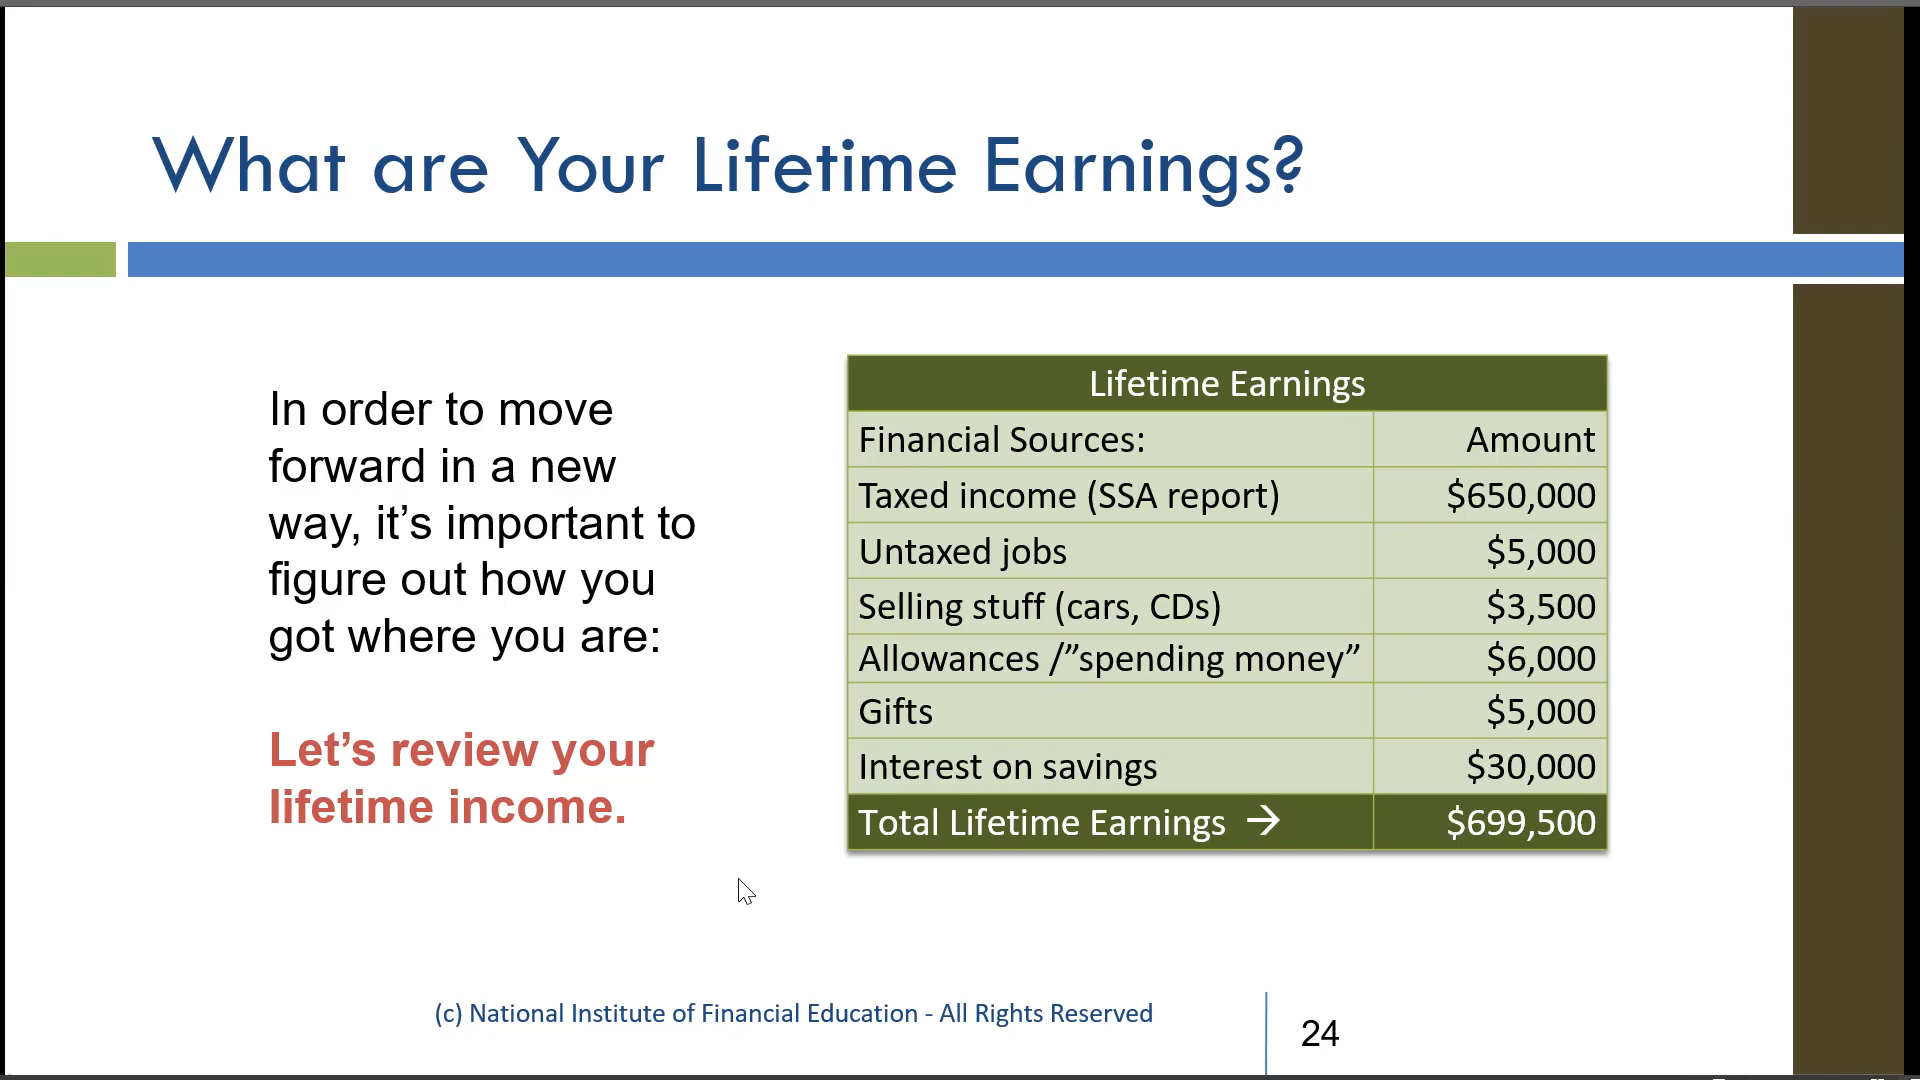 What are Your Lifetime Earnings?
In order to move
forward in a new
way, it’s important to
figure out how you
got where you are:
Let’s review your
lifetime income.
Lifetime Earnings
Financial Sources: Amount
Taxed income (SSA report) $650,000
Untaxed jobs $5,000
Selling stuff (cars, CDs) $3,500
Allowances /”spending money” $6,000
Gifts $5,000
Interest on savings $30,000
Total Lifetime Earnings → $699,500
(c) National Institute of Financial Education - All Rights Reserved
24